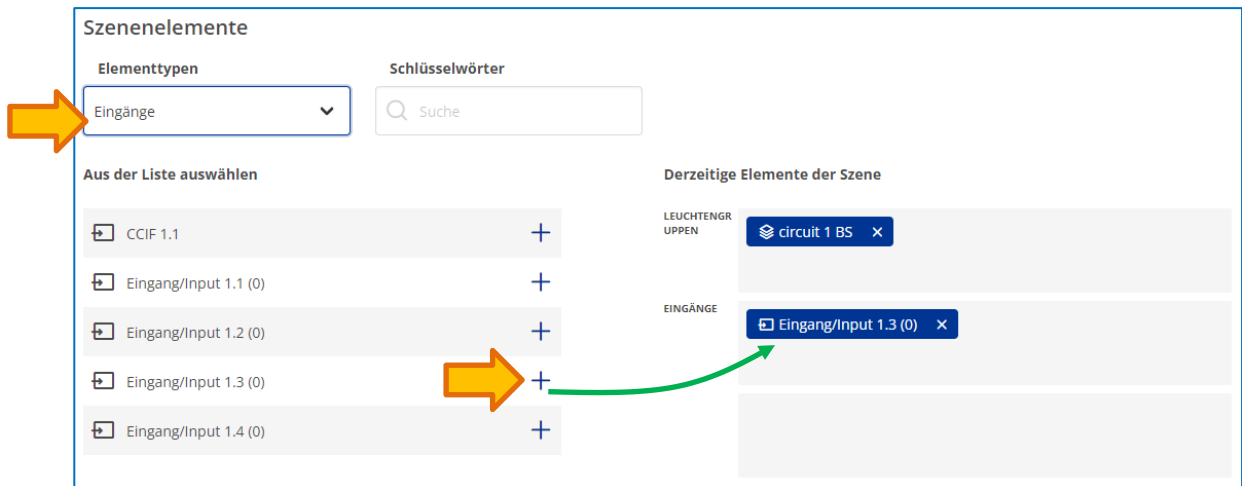 Szenenelemente
Elementtypen
Schlüsselwörter
Eingänge
Suche
Aus der Liste auswählen
Derzeitige Elemente der Szene
CCIF 1.1
Eingang/Input 1.1 (0)
Eingang/Input 1.2 (0)
Eingang/Input 1.3 (0)
Eingang/Input 1.4 (0)
LEUCHTENGR
UPPEN
circuit 1 BS
EINGÄNGE
Eingang/Input 1.3 (0)